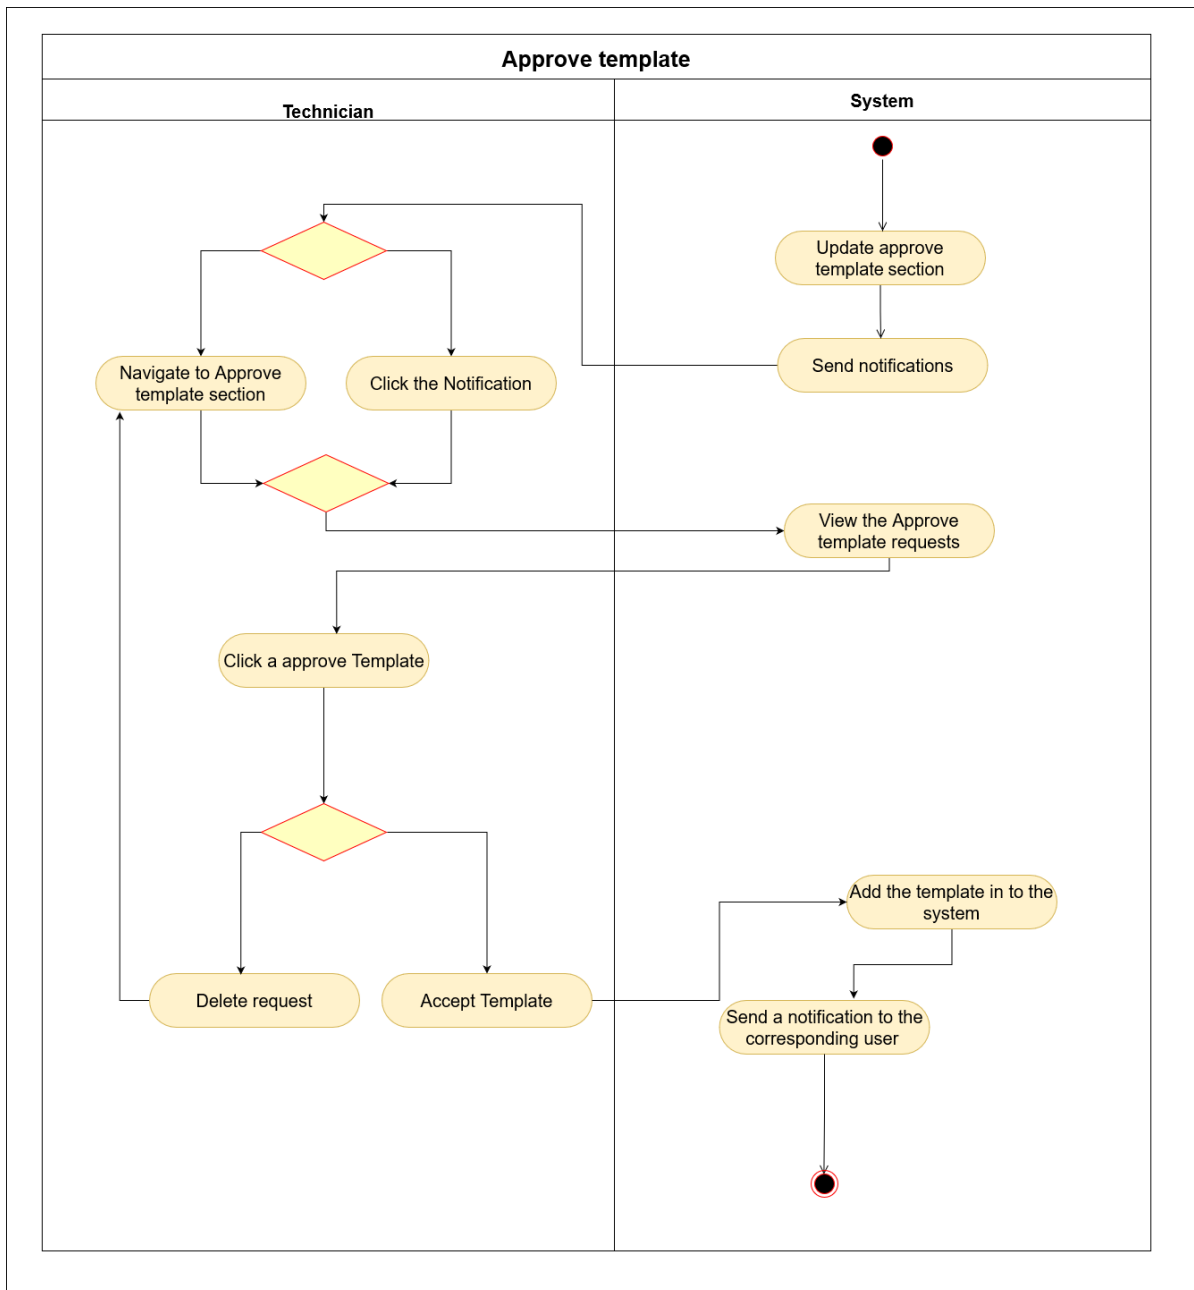 Approve template
Technician
System
Update approve
template section
Send notifications
Navigate to Approve
template section
Click the Notification
View the Approve
template requests
Click a approve Template
Add the template in to the
system
Delete request
Accept Template
Send a notification to the
corresponding user